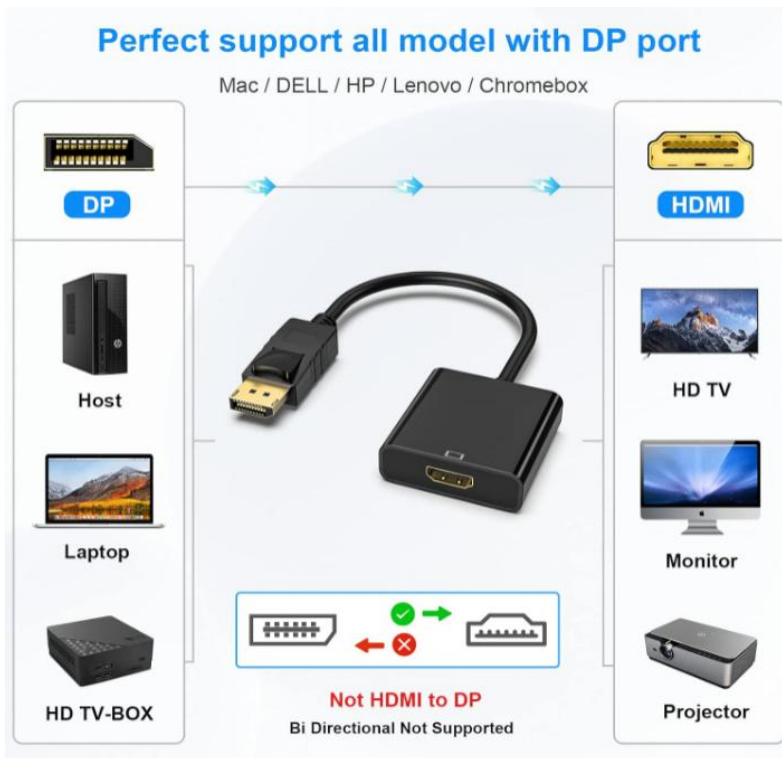 Perfect support all model with DP port
Mac / DELL / HP / Lenovo / Chromebox
DP
HDMI
Host
HD TV
Laptop
Monitor
HD TV-BOX
Projector
Not HDMI to DP
Bi Directional Not Supported